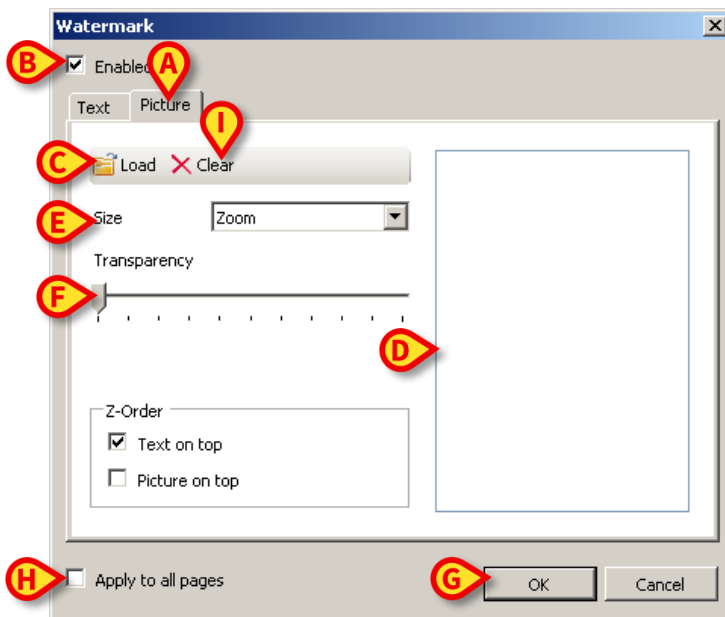 Watermark
B Enabled A
Text Picture
I
C Load Clear
E Size Zoom
Transparency
F
D
Z-Order
Text on top
Picture on top
H Apply to all pages G OK Cancel